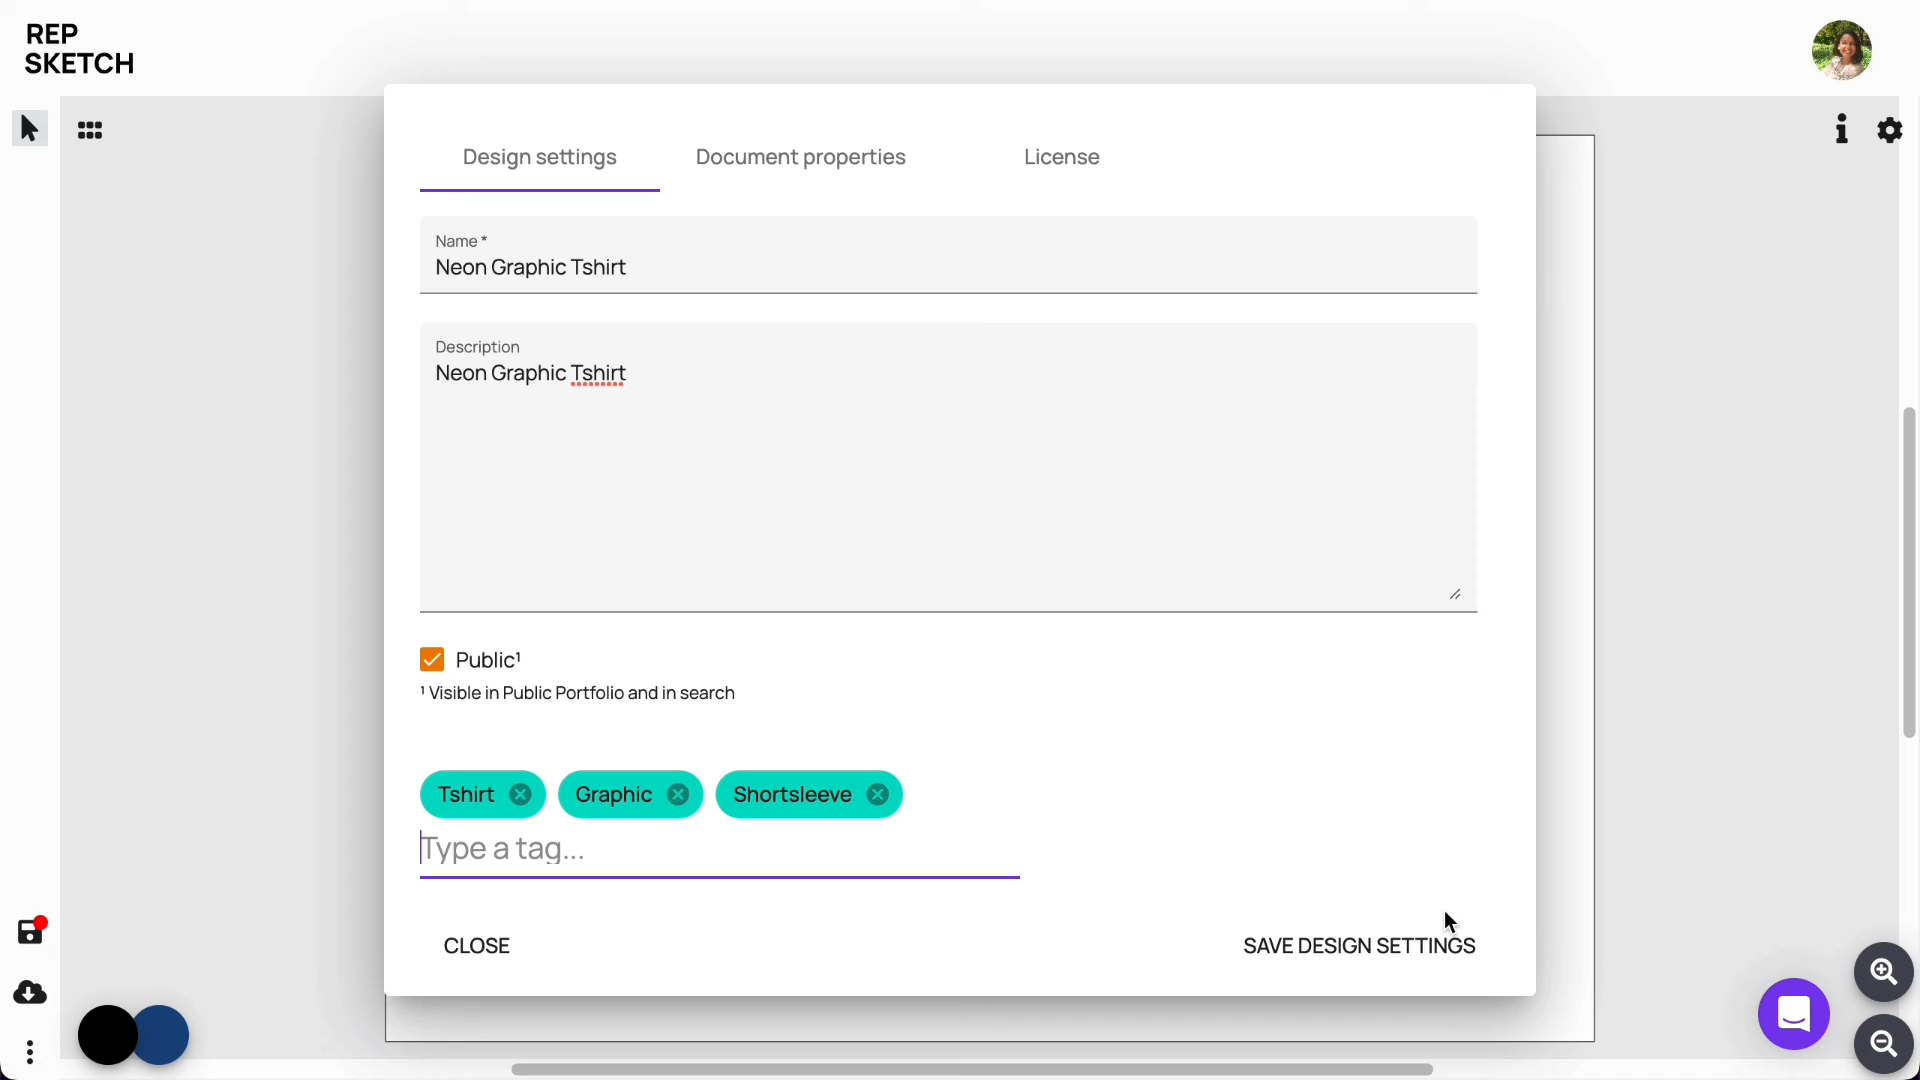 REP
SKETCH
Design settings
Document properties
License
Name *
Neon Graphic Tshirt
Description
Neon Graphic Tshirt
Public¹
¹ Visible in Public Portfolio and in search
Tshirt
Graphic
Shortsleeve
Type a tag...
CLOSE
SAVE DESIGN SETTINGS